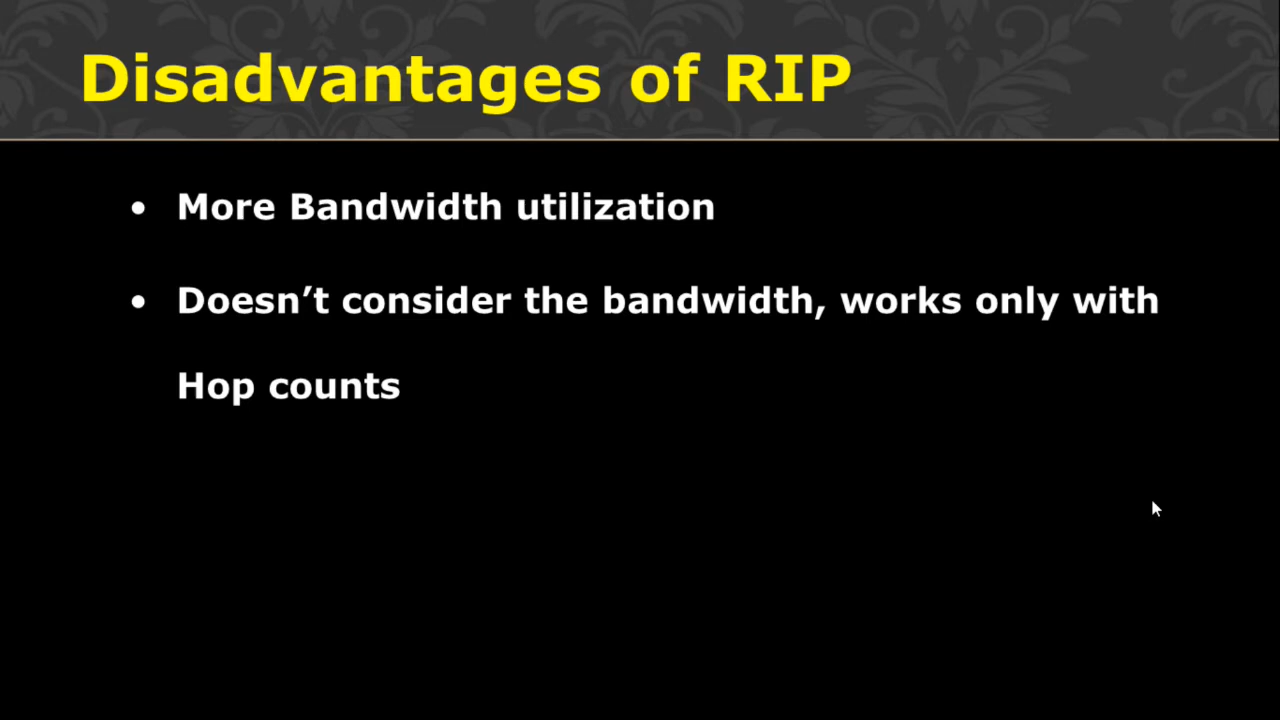 Disadvantages of RIP
• More Bandwidth utilization
• Doesn’t consider the bandwidth, works only with
Hop counts